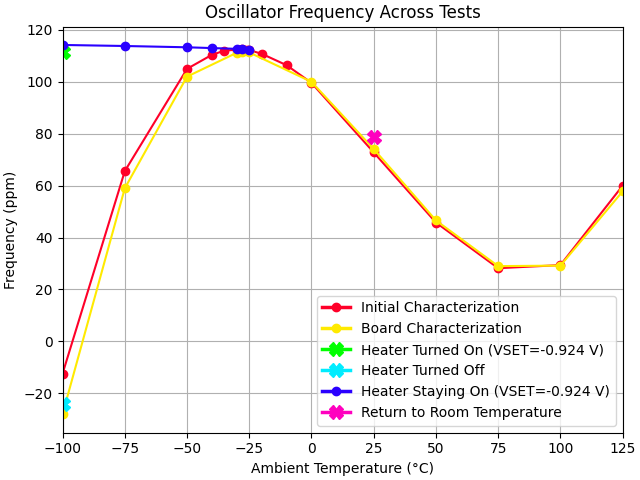 Oscillator Frequency Across Tests
120
100
80
60
40
20
0
−20
Frequency (ppm)
Initial Characterization
Board Characterization
Heater Turned On (VSET=-0.924 V)
Heater Turned Off
Heater Staying On (VSET=-0.924 V)
Return to Room Temperature
−100 −75 −50 −25 0 25 50 75 100 125
Ambient Temperature (°C)